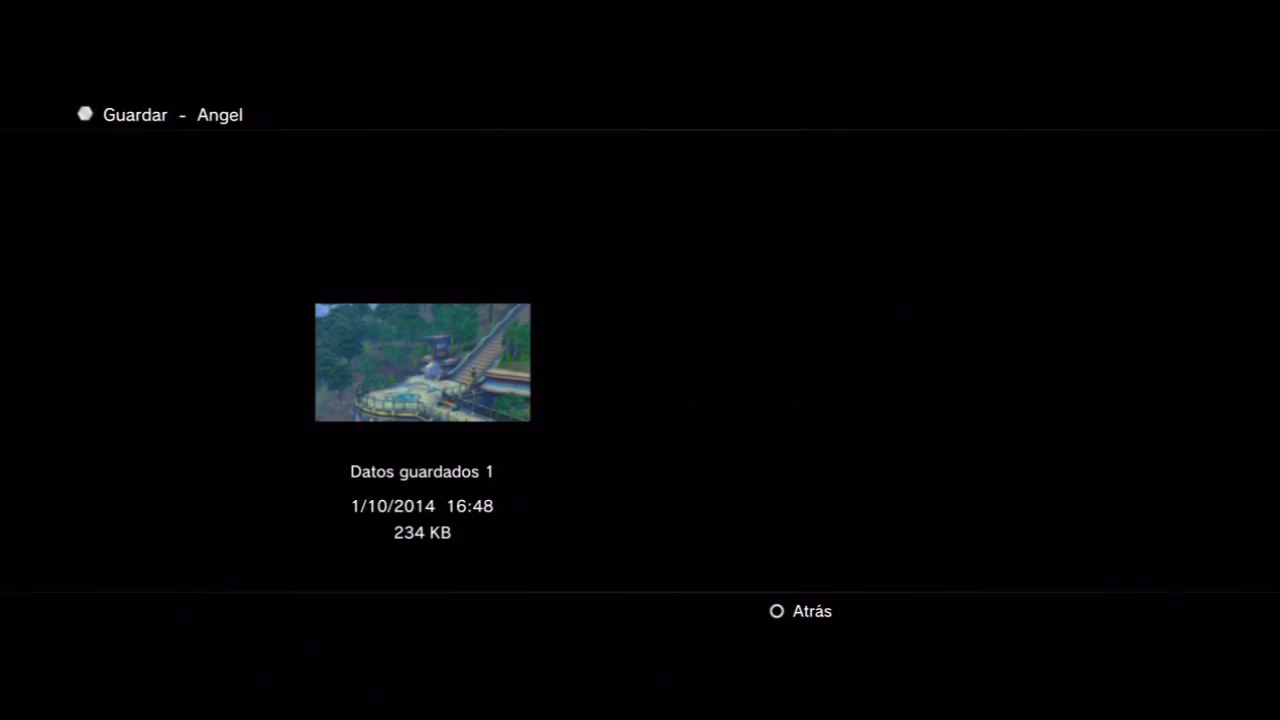 Guardar - Angel
Datos guardados 1
1/10/2014 16:48
234 KB
Atrás